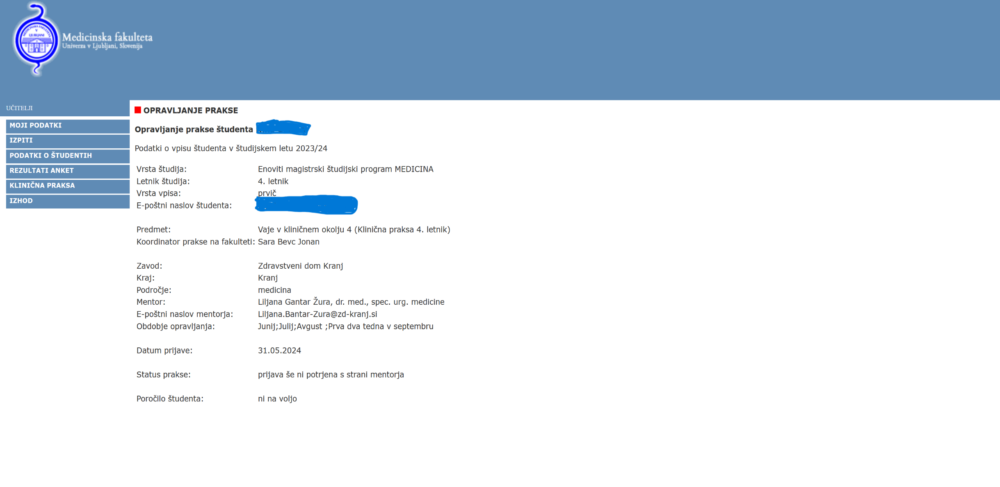 MEDICINSKA FAKULTETA
V
LJUBLJANI
Medicinska fakulteta
Univerza v Ljubljani, Slovenija
UČITELJI
MOJI PODATKI
IZPITI
PODATKI O ŠTUDENTIH
REZULTATI ANKET
KLINIČNA PRAKSA
IZHOD
OPRAVLJANJE PRAKSE
Opravljanje prakse študenta
Podatki o vpisu študenta v študijskem letu 2023/24
Vrsta študija: Enoviti magistrski študijski program MEDICINA
Letnik študija: 4. letnik
Vrsta vpisa: prvič
E-poštni naslov študenta:
Predmet: Vaje v kliničnem okolju 4 (Klinična praksa 4. letnik)
Koordinator prakse na fakulteti: Sara Bevc Jonan
Zavod: Zdravstveni dom Kranj
Kraj: Kranj
Področje: medicina
Mentor: Liljana Gantar Žura, dr. med., spec. urg. medicine
E-poštni naslov mentorja: Liljana.Bantar-Zura@zd-kranj.si
Obdobje opravljanja: Junij;Julij;Avgust ;Prva dva tedna v septembru
Datum prijave: 31.05.2024
Status prakse: prijava še ni potrjena s strani mentorja
Poročilo študenta: ni na voljo